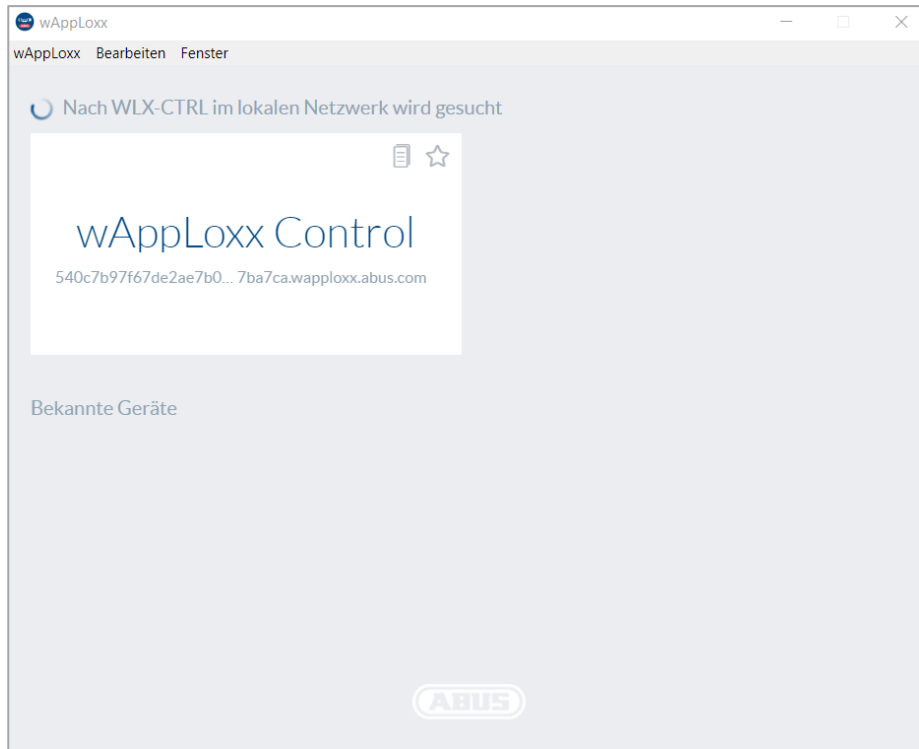 wAppLoxx
wAppLoxx Bearbeiten Fenster
Nach WLX-CTRL im lokalen Netzwerk wird gesucht
wAppLoxx Control
540c7b97f67de2ae7b0... 7ba7ca.wapploxx.abus.com
Bekannte Geräte
ABUS